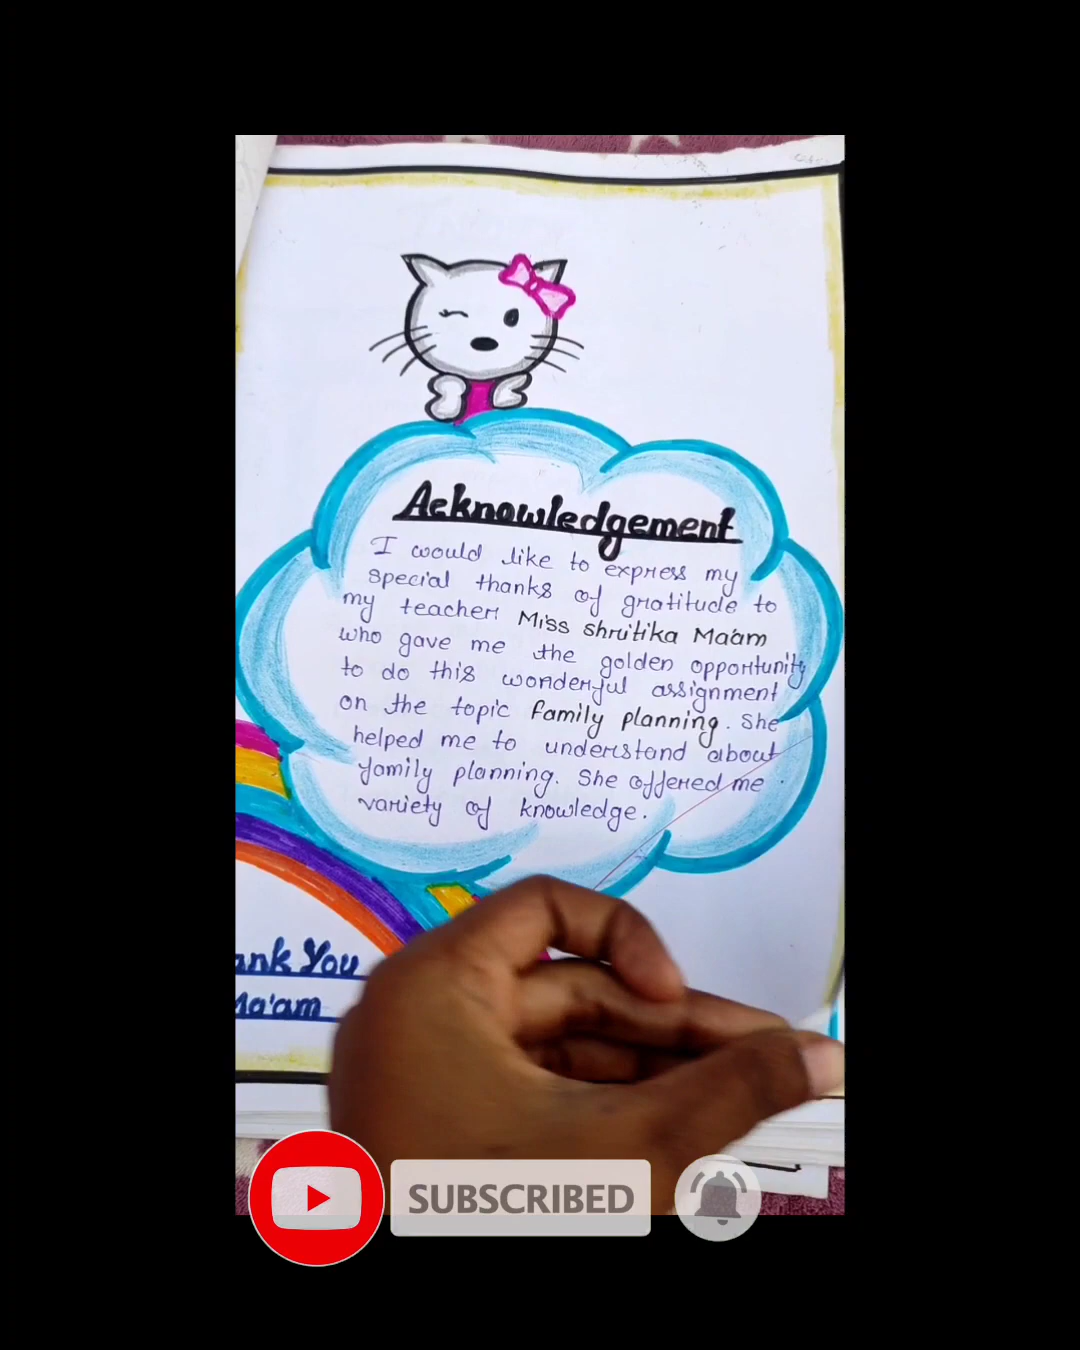 Acknowledgement
I would like to express my
special thanks of gratitude to
my teacher Miss Shrutika Ma'am
who gave me the golden opportunity
to do this wonderful assignment
on the topic family planning. She
helped me to understand about
family planning. She offered me
variety of knowledge.
ank You
Ma'am
SUBSCRIBED